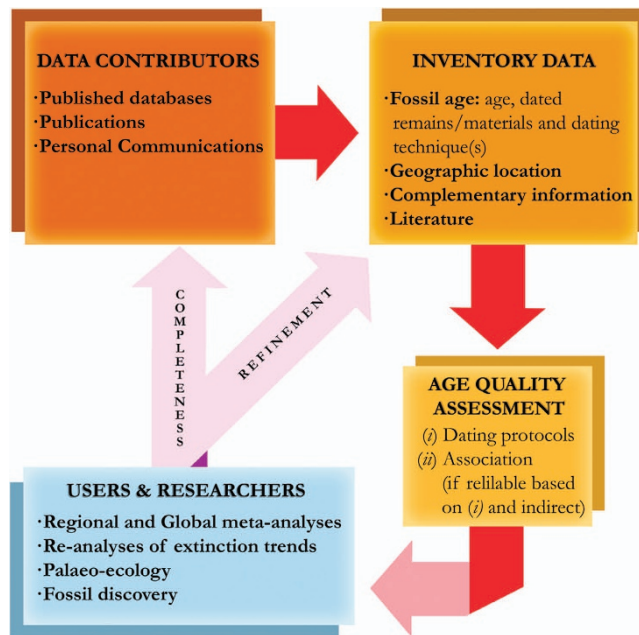 DATA CONTRIBUTORS
·Published databases
·Publications
·Personal Communications
INVENTORY DATA
·Fossil age: age, dated
remains/materials and dating
technique(s)
·Geographic location
·Complementary information
·Literature
COMPLETENESS
REFINEMENT
AGE QUALITY
ASSESSMENT
(i) Dating protocols
(ii) Association
(if relilable based
on (i) and indirect)
USERS & RESEARCHERS
·Regional and Global meta-analyses
·Re-analyses of extinction trends
·Palaeo-ecology
·Fossil discovery